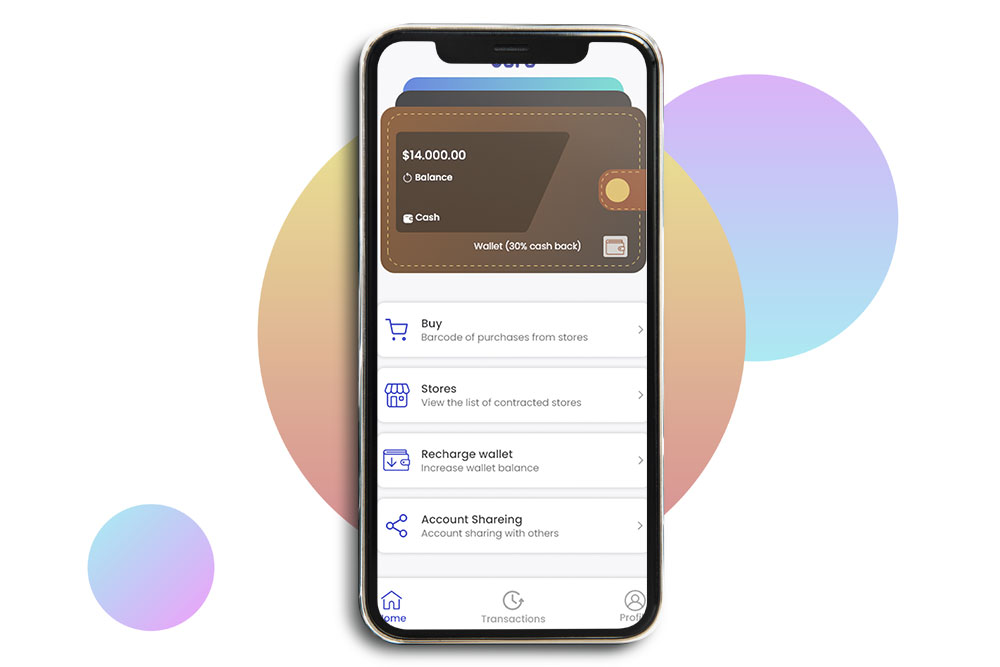 $14.000.00
Balance
Cash
Wallet (30% cash back)
Buy
Barcode of purchases from stores
Stores
View the list of contracted stores
Recharge wallet
Increase wallet balance
Account Shareing
Account sharing with others
ome
Transactions
Profi